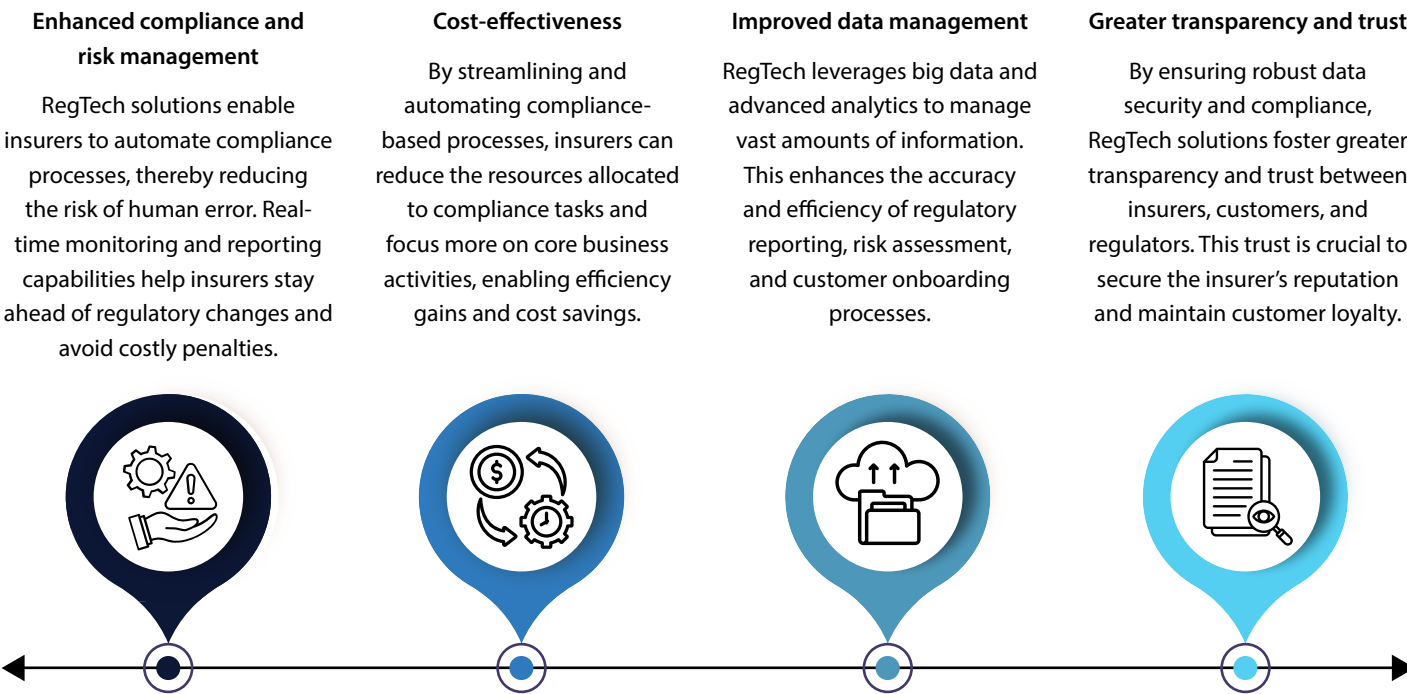 Enhanced compliance and
risk management
RegTech solutions enable
insurers to automate compliance
processes, thereby reducing
the risk of human error. Real-
time monitoring and reporting
capabilities help insurers stay
ahead of regulatory changes and
avoid costly penalties.
Cost-effectiveness
By streamlining and
automating compliance-
based processes, insurers can
reduce the resources allocated
to compliance tasks and
focus more on core business
activities, enabling efficiency
gains and cost savings.
Improved data management
RegTech leverages big data and
advanced analytics to manage
vast amounts of information.
This enhances the accuracy
and efficiency of regulatory
reporting, risk assessment,
and customer onboarding
processes.
Greater transparency and trust
By ensuring robust data
security and compliance,
RegTech solutions foster greater
transparency and trust between
insurers, customers, and
regulators. This trust is crucial to
secure the insurer’s reputation
and maintain customer loyalty.
$